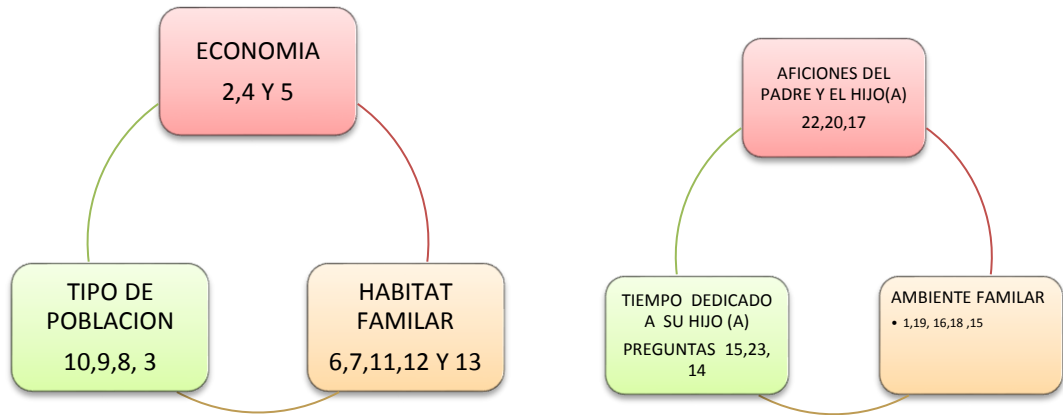 ECONOMIA
2,4 Y 5
TIPO DE
POBLACION
10,9,8, 3
HABITAT
FAMILAR
6,7,11,12 Y 13
AFICIONES DEL
PADRE Y EL HIJO(A)
22,20,17
TIEMPO DEDICADO
A SU HIJO (A)
PREGUNTAS 15,23,
14
AMBIENTE FAMILAR
• 1,19, 16,18 ,15